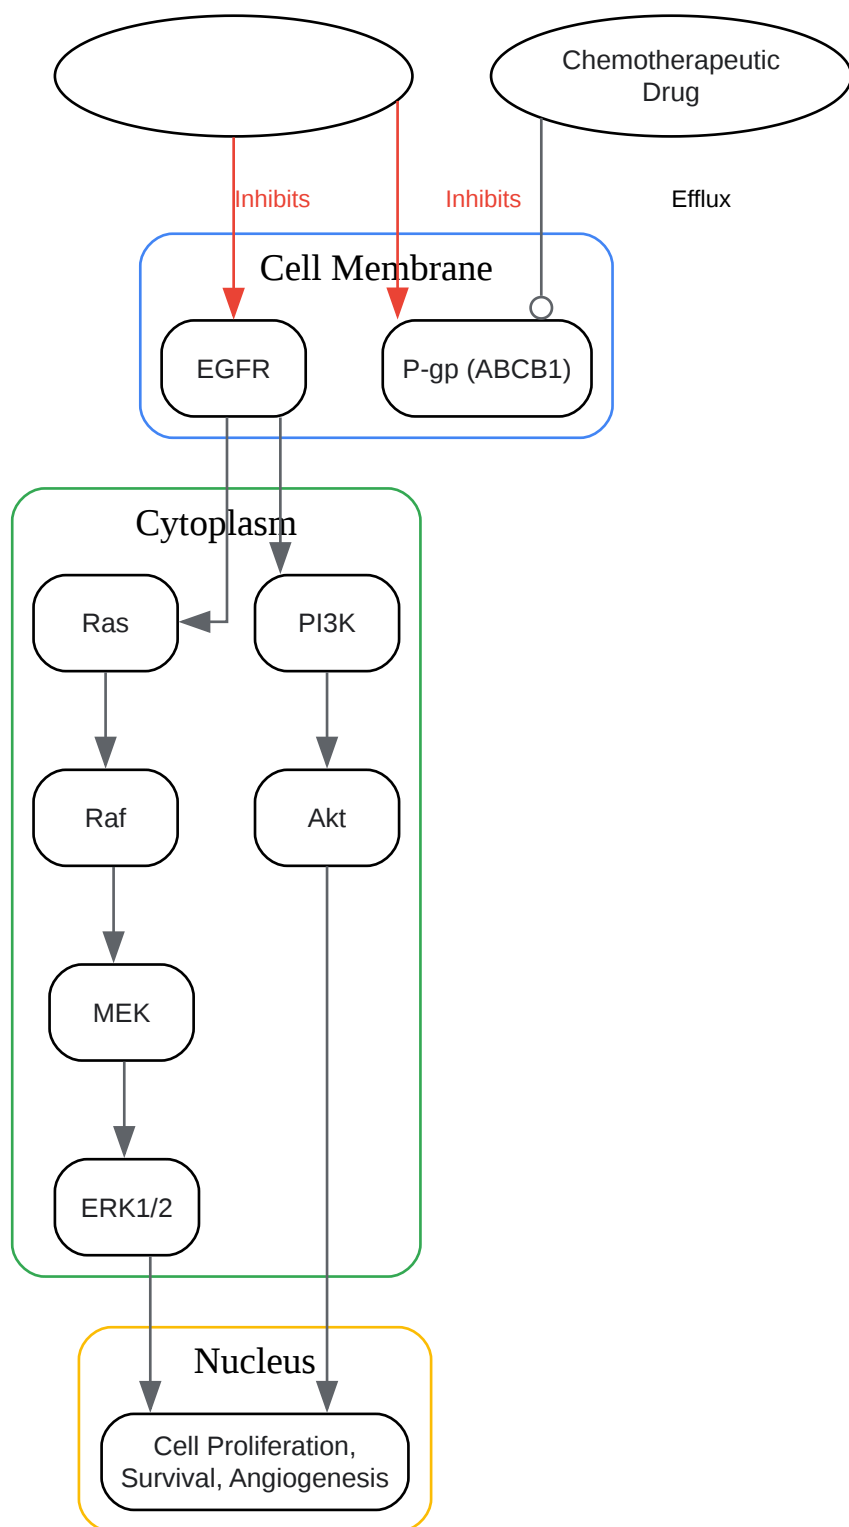 Chemotherapeutic
Drug
Inhibits
Inhibits
Efflux
Cell Membrane
EGFR
P-gp (ABCB1)
Cytoplasm
Ras
PI3K
Raf
Akt
MEK
ERK1/2
Nucleus
Cell Proliferation,
Survival, Angiogenesis